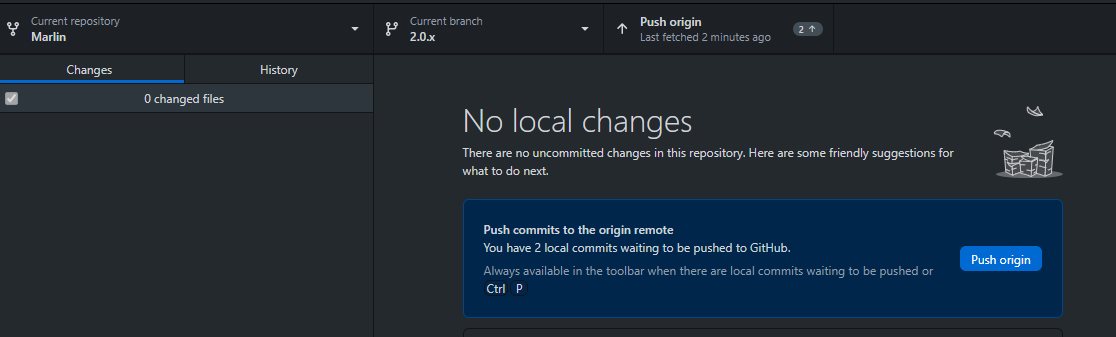 Current repository
Marlin
Current branch
2.0.x
Push origin
Last fetched 2 minutes ago
2
Changes
History
0 changed files
No local changes
There are no uncommitted changes in this repository. Here are some friendly suggestions for
what to do next.
Push commits to the origin remote
You have 2 local commits waiting to be pushed to GitHub.
Always available in the toolbar when there are local commits waiting to be pushed or
Ctrl P
Push origin